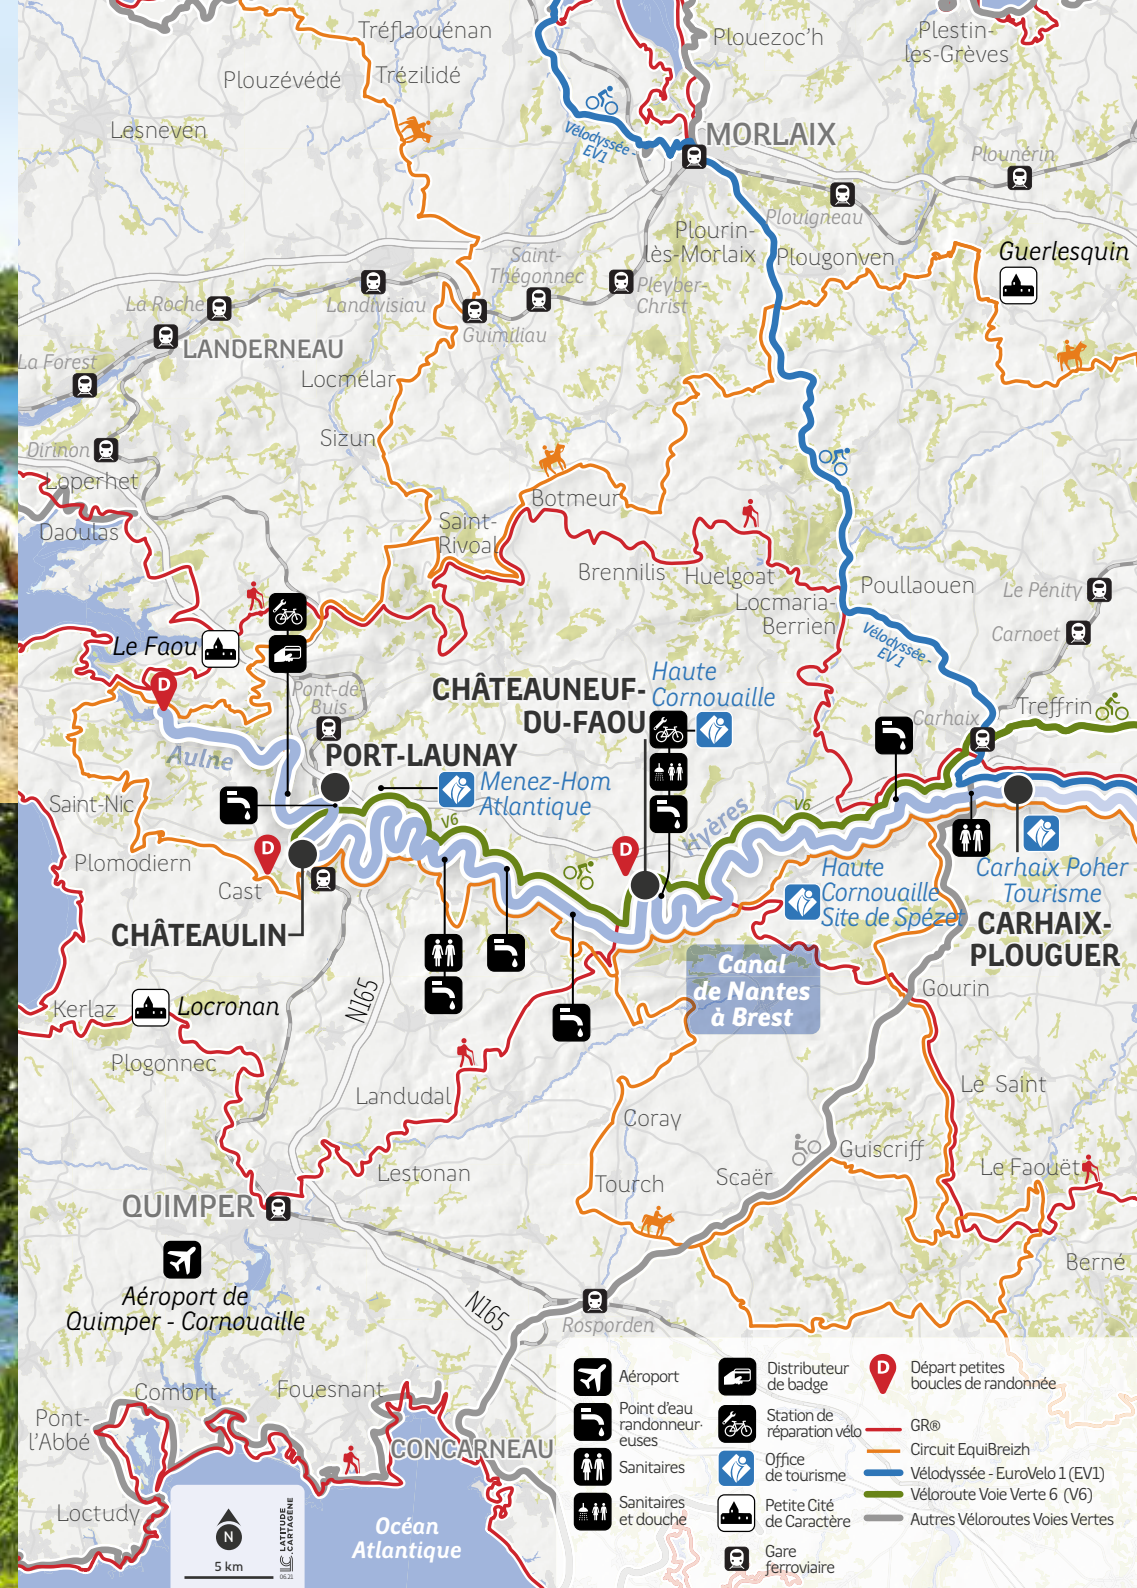 Tréflaouénan
Plouezoc'h
Plestin-
les-Grèves
Plouzévédé
Trézilidé
Lesneven
Vélodyssée -
EV1
MORLAIX
Plounérin
Plouigneau
Plourin-
lès-Morlaix
Plougonven
Guerlesquin
Saint-
Thégonnec
Pleyber-
Christ
La Roche
Landivisiau
Guimiliau
LANDERNEAU
La Forest
Locmélar
Sizun
Dirinon
Loperhet
Botmeur
Daoulas
Saint-
Rivoal
Brennilis
Huelgoat
Poullaouen
Le Pénity
Locmaria-
Berrien
Carnoet
Vélodyssée -
EV1
Le Faou
D
Pont-de-
Buis
CHÂTEAUNEUF-
DU-FAOU
Haute
Cornouaille
Treffrin
Carhaix
Aulne
PORT-LAUNAY
Menez-Hom
Atlantique
Saint-Nic
V6
V6
Hyères
Plomodiern
D
D
Cast
Haute
Cornouaille
Site de Spézet
Carhaix Poher
Tourisme
CHÂTEAULIN
CARHAIX-
PLOUGUER
Canal
de Nantes
à Brest
Gourin
Kerlaz
Locronan
N165
Plogonnec
Landudal
Le Saint
Coray
Guiscriff
Lestonan
Scaër
Le Faouët
Tourch
QUIMPER
Aéroport de
Quimper - Cornouaille
Berné
N165
Rosporden
Combrit
Fouesnant
Pont-
l'Abbé
CONCARNEAU
Loctudy
Océan
Atlantique
N
5 km
LC LATITUDE
CARTAGENE
06.21
Aéroport
Point d'eau
randonneur·
euses
Sanitaires
Sanitaires
et douche
Distributeur
de badge
Station de
réparation vélo
Office
de tourisme
Petite Cité
de Caractère
Gare
ferroviaire
D
Départ petites
boucles de randonnée
GR®
Circuit EquiBreizh
Vélodyssée - EuroVelo 1 (EV1)
Véloroute Voie Verte 6 (V6)
Autres Véloroutes Voies Vertes